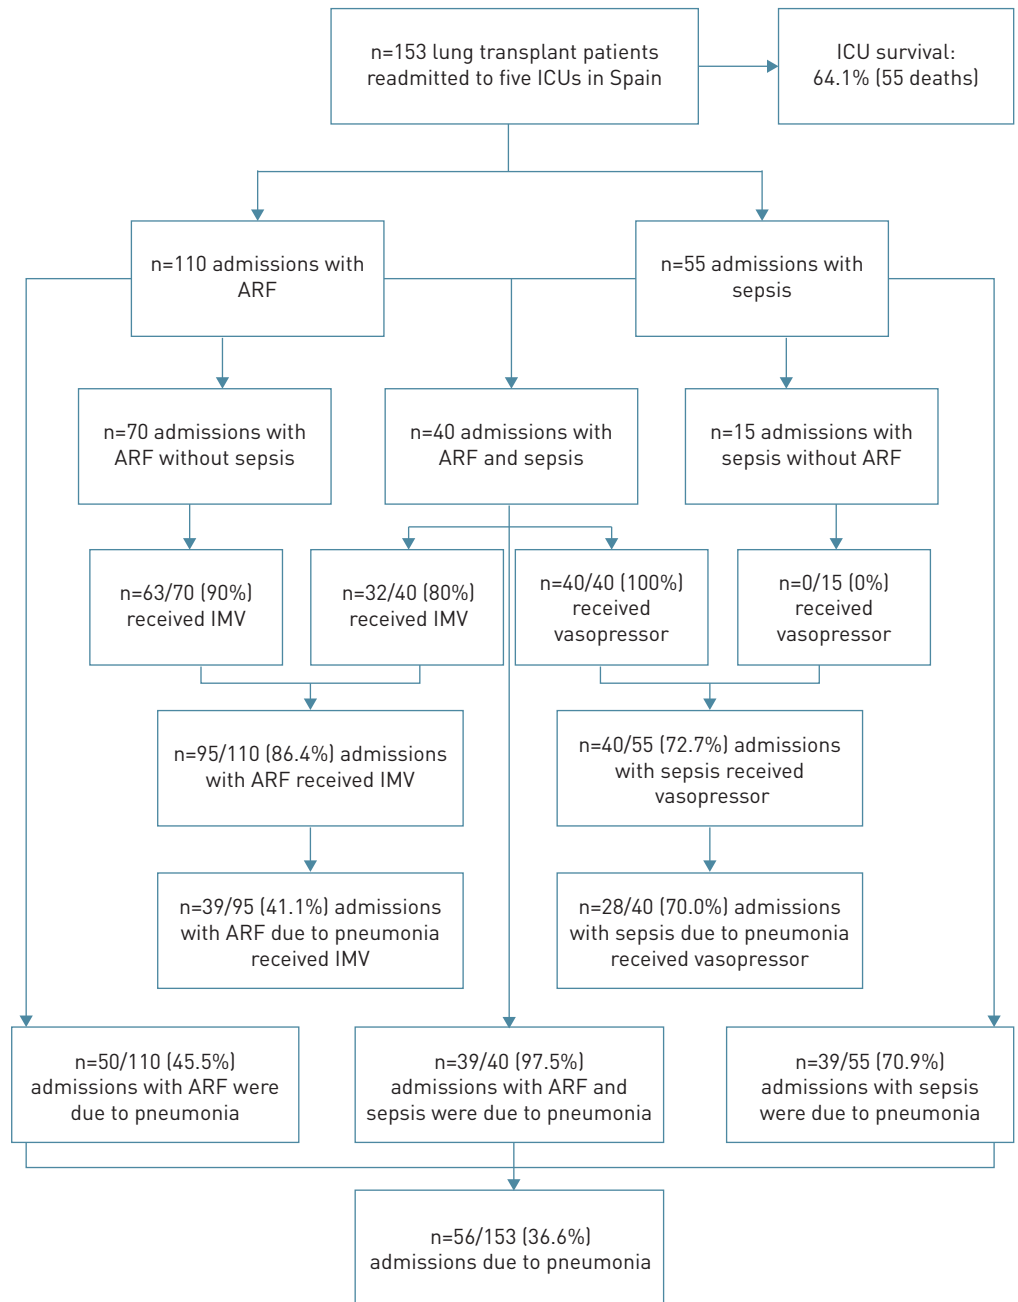 n=153 lung transplant patients
readmitted to five ICUs in Spain
ICU survival:
64.1% (55 deaths)
n=110 admissions with
ARF
n=55 admissions with
sepsis
n=70 admissions with
ARF without sepsis
n=40 admissions with
ARF and sepsis
n=15 admissions with
sepsis without ARF
n=63/70 (90%)
received IMV
n=32/40 (80%)
received IMV
n=40/40 (100%)
received
vasopressor
n=0/15 (0%)
received
vasopressor
n=95/110 (86.4%) admissions
with ARF received IMV
n=40/55 (72.7%) admissions
with sepsis received
vasopressor
n=39/95 (41.1%) admissions
with ARF due to pneumonia
received IMV
n=28/40 (70.0%) admissions
with sepsis due to pneumonia
received vasopressor
n=50/110 (45.5%)
admissions with ARF were
due to pneumonia
n=39/40 (97.5%)
admissions with ARF and
sepsis were due to pneumonia
n=39/55 (70.9%)
admissions with sepsis
were due to pneumonia
n=56/153 (36.6%)
admissions due to pneumonia